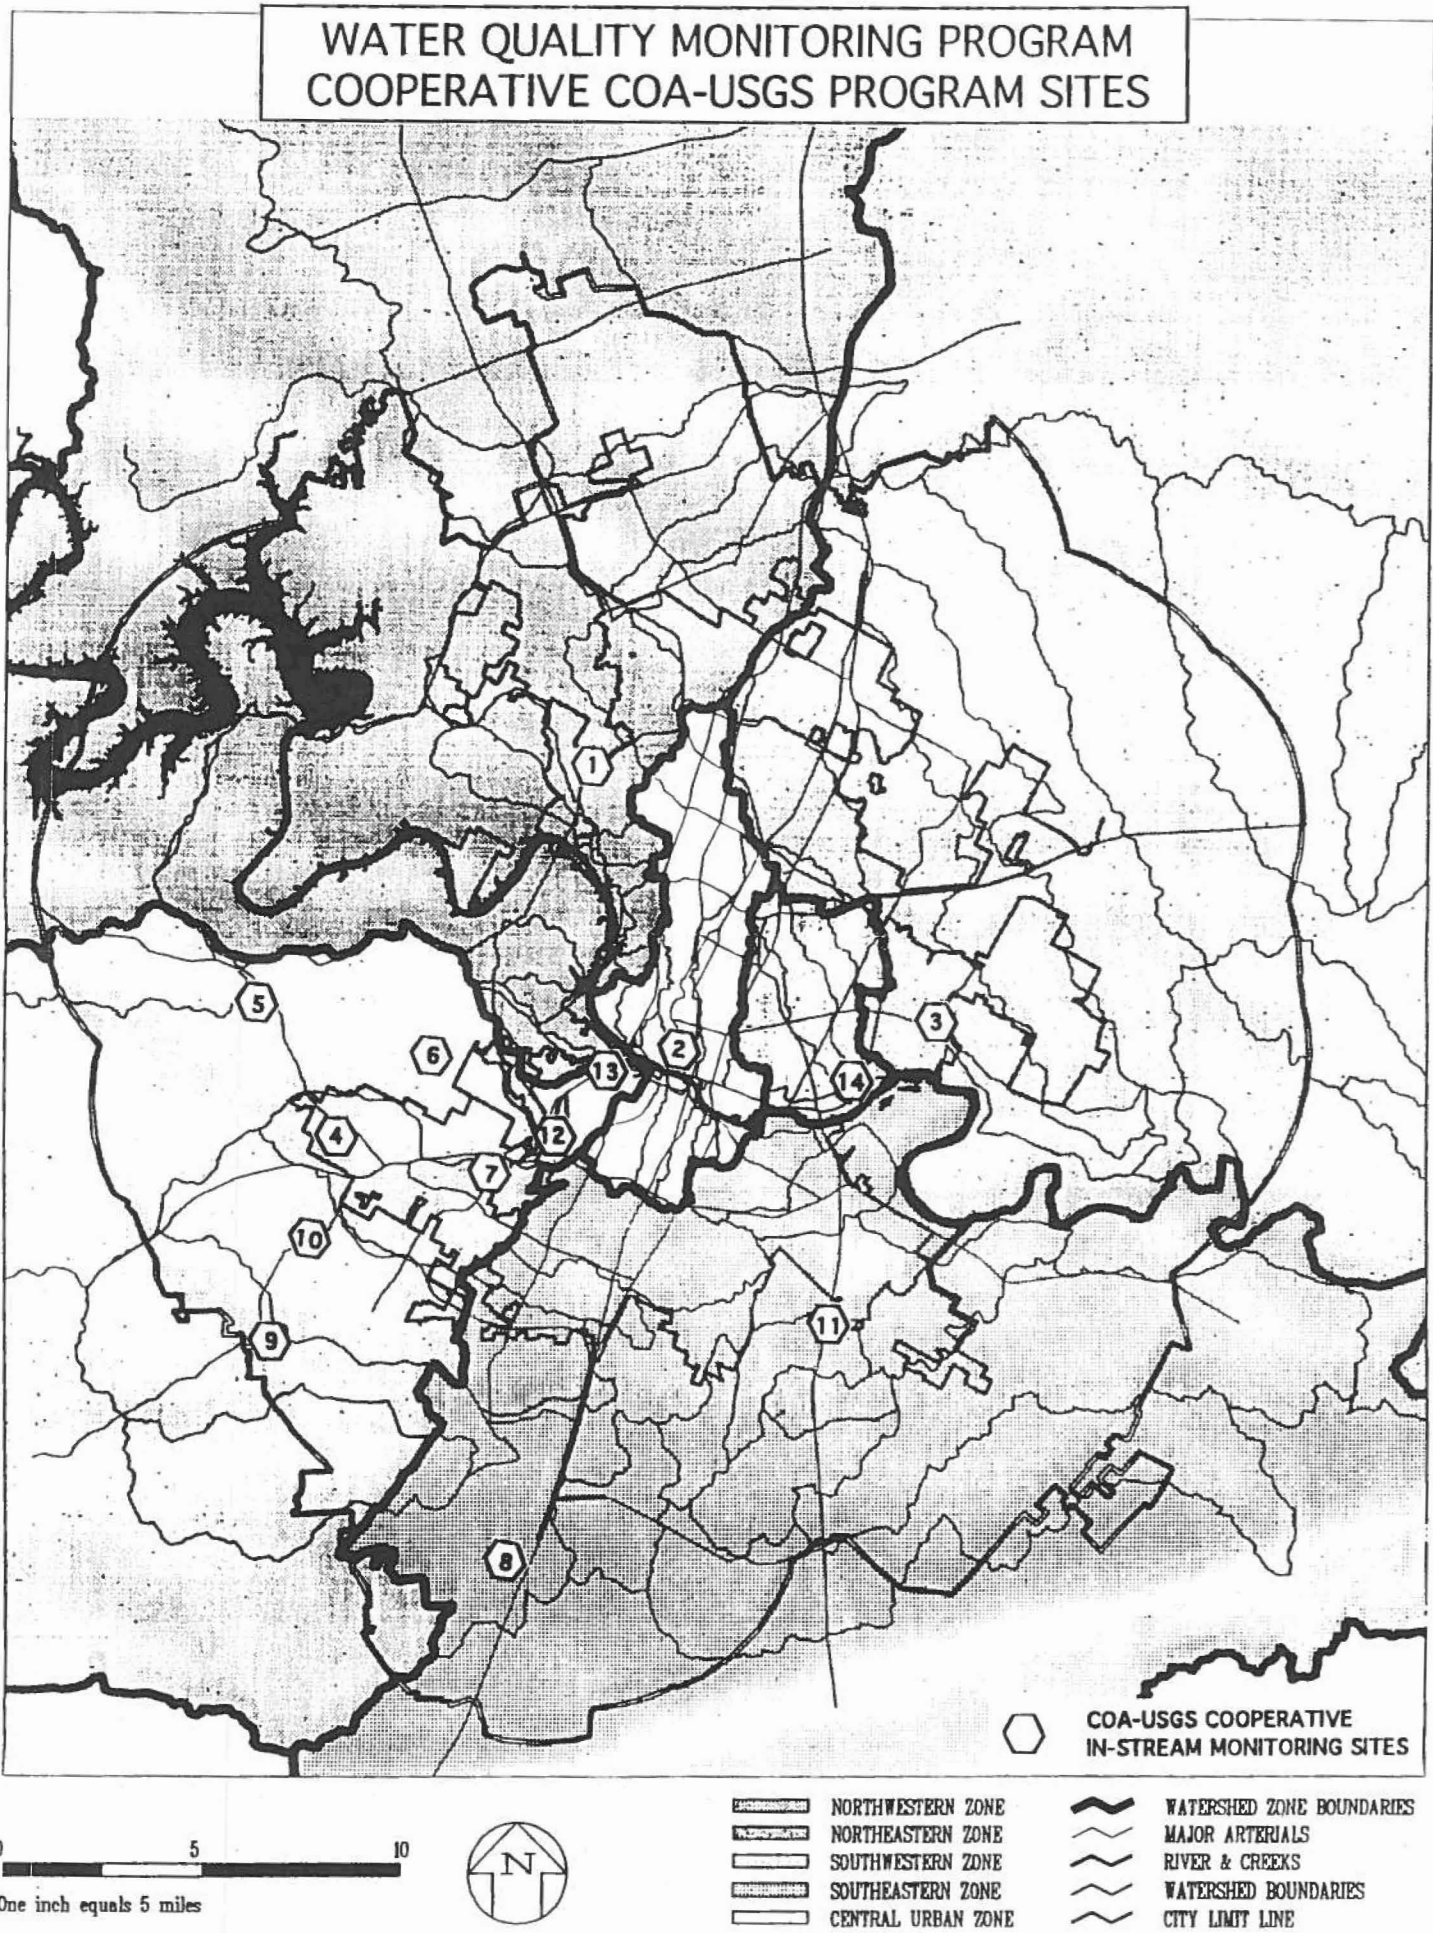 WATER QUALITY MONITORING PROGRAM
COOPERATIVE COA-USGS PROGRAM SITES
1
2
3
5
6
13
14
4
12
7
10
9
11
8
COA-USGS COOPERATIVE
IN-STREAM MONITORING SITES
0 5 10
One inch equals 5 miles
N
NORTHWESTERN ZONE
NORTHEASTERN ZONE
SOUTHWESTERN ZONE
SOUTHEASTERN ZONE
CENTRAL URBAN ZONE
WATERSHED ZONE BOUNDARIES
MAJOR ARTERIALS
RIVER & CREEKS
WATERSHED BOUNDARIES
CITY LIMIT LINE